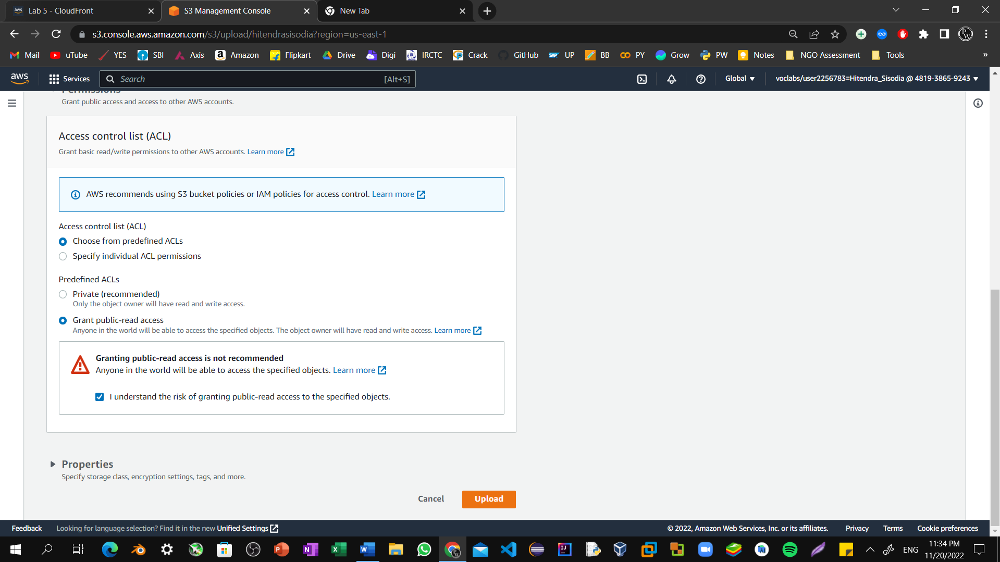 Lab 5 - CloudFront
S3 Management Console
New Tab
s3.console.aws.amazon.com/s3/upload/hitendrasisodia?region=us-east-1
Mail
uTube
YES
SBI
Axis
Amazon
Flipkart
Drive
Digi
IRCTC
Crack
GitHub
UP
BB
PY
Grow
PW
Notes
NGO Assessment
Tools
»
aws
Services
Search
[Alt+S]
Global
voclabs/user2256783=Hitendra_Sisodia @ 4819-3865-9243
Permissions
Grant public access and access to other AWS accounts.
Access control list (ACL)
Grant basic read/write permissions to other AWS accounts. Learn more
AWS recommends using S3 bucket policies or IAM policies for access control. Learn more
Access control list (ACL)
Choose from predefined ACLs
Specify individual ACL permissions
Predefined ACLs
Private (recommended)
Only the object owner will have read and write access.
Grant public-read access
Anyone in the world will be able to access the specified objects. The object owner will have read and write access. Learn more
Granting public-read access is not recommended
Anyone in the world will be able to access the specified objects. Learn more
I understand the risk of granting public-read access to the specified objects.
Properties
Specify storage class, encryption settings, tags, and more.
Cancel
Upload
Feedback
Looking for language selection? Find it in the new Unified Settings
© 2022, Amazon Web Services, Inc. or its affiliates.
Privacy
Terms
Cookie preferences
ENG
11:34 PM
11/20/2022